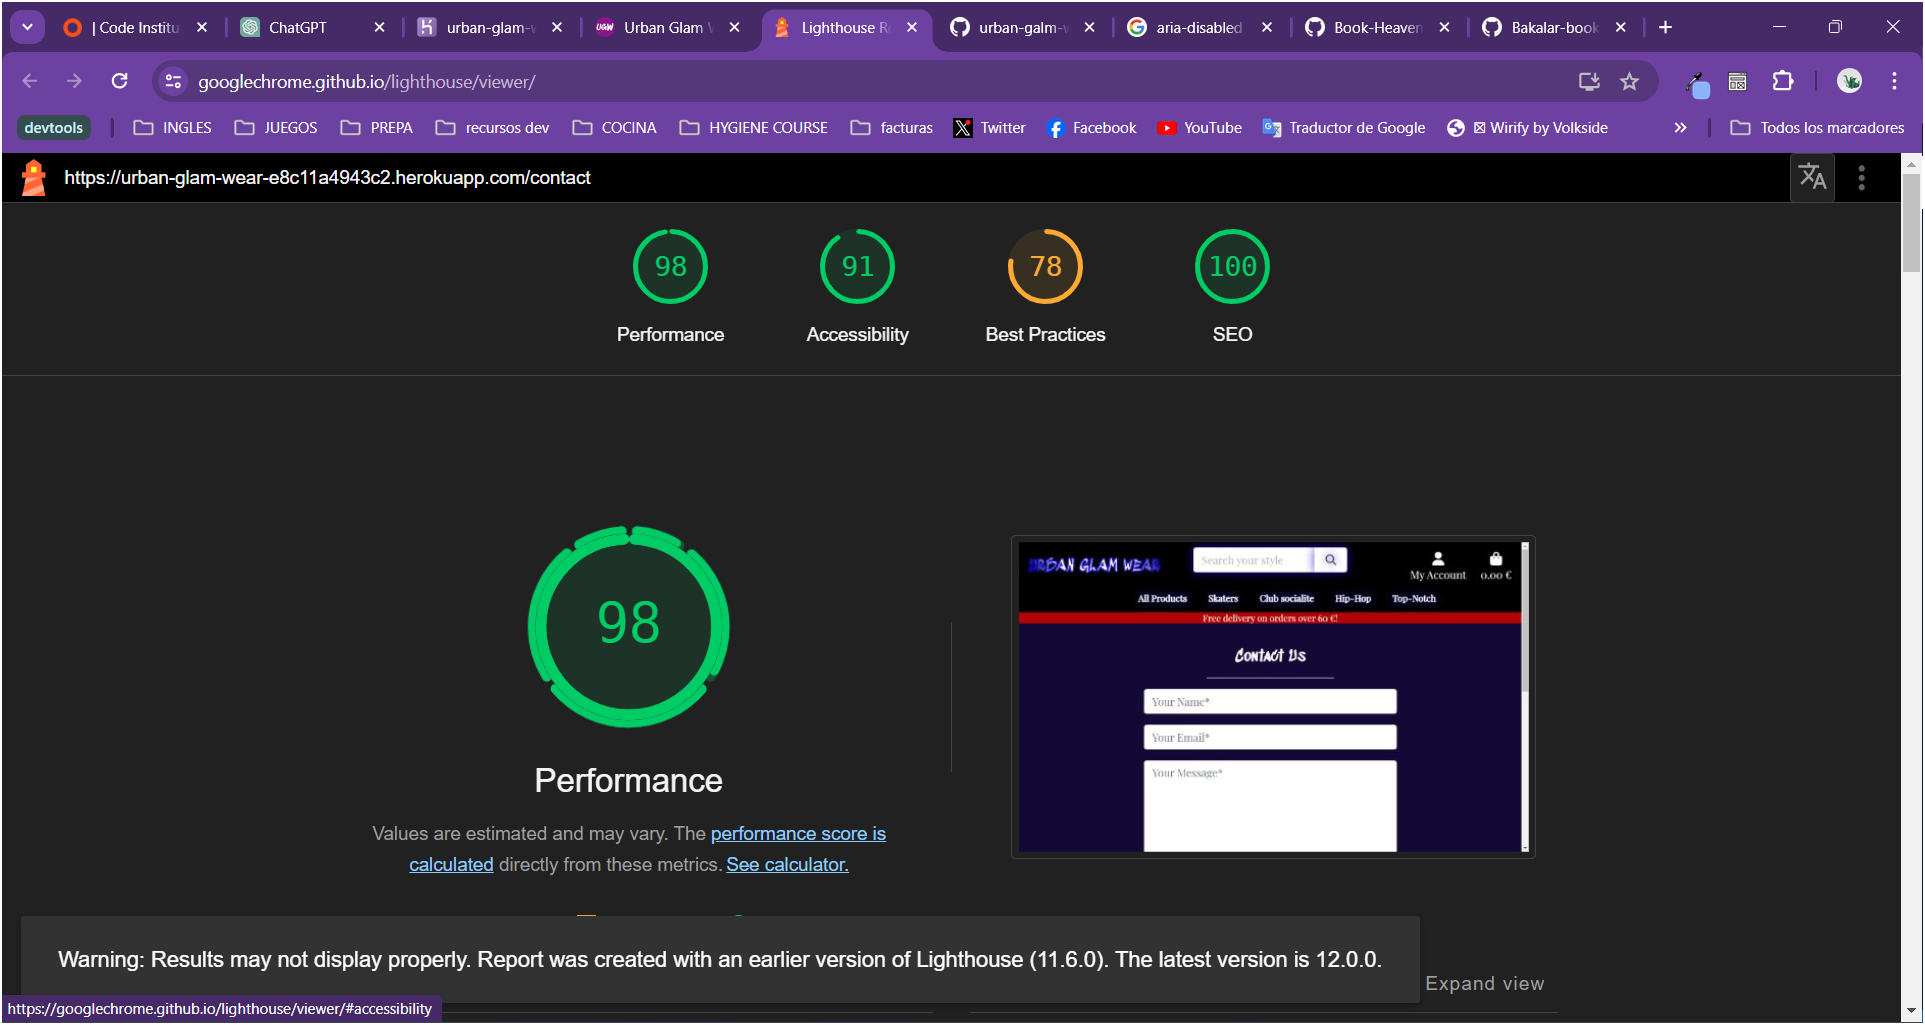 | Code Institu
ChatGPT
urban-glam-w
Urban Glam W
Lighthouse Re
urban-galm-w
aria-disabled
Book-Heaven
Bakalar-book
googlechrome.github.io/lighthouse/viewer/
devtools
INGLES
JUEGOS
PREPA
recursos dev
COCINA
HYGIENE COURSE
facturas
Twitter
Facebook
YouTube
Traductor de Google
Wirify by Volkside
Todos los marcadores
https://urban-glam-wear-e8c11a4943c2.herokuapp.com/contact
98
91
78
100
Performance
Accessibility
Best Practices
SEO
98
Performance
Values are estimated and may vary. The performance score is
calculated directly from these metrics. See calculator.
URBAN GLAM WEAR
Search your style
My Account
0.00 €
All Products
Skaters
Club socialite
Hip-Hop
Top-Notch
Free delivery on orders over 60 €!
Contact Us
Your Name*
Your Email*
Your Message*
Warning: Results may not display properly. Report was created with an earlier version of Lighthouse (11.6.0). The latest version is 12.0.0.
Expand view
https://googlechrome.github.io/lighthouse/viewer/#accessibility